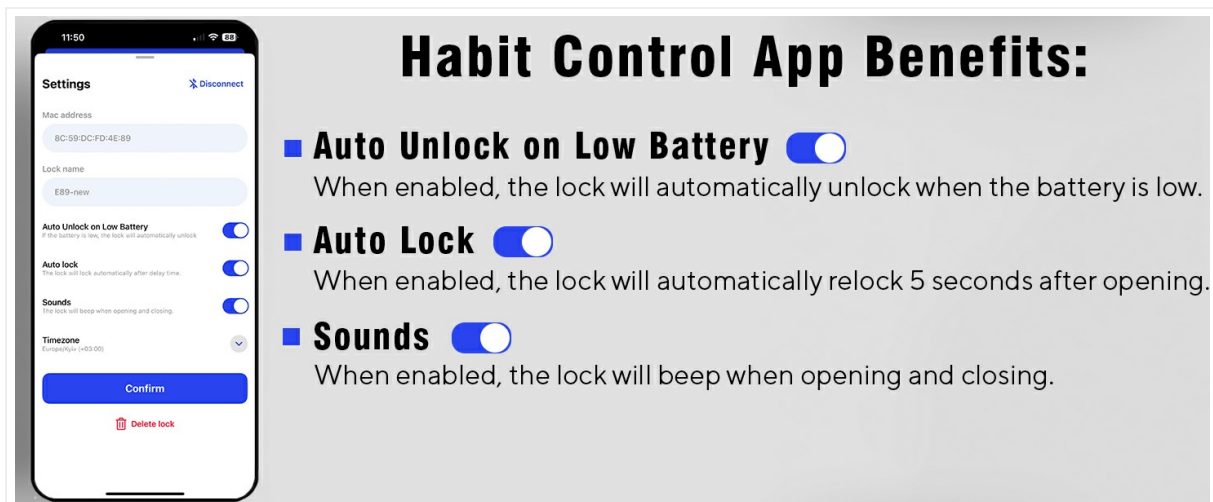 11:50
88
Settings
Disconnect
Mac address
8C:59:DC:FD:4E:89
Lock name
E89-new
Auto Unlock on Low Battery
If the battery is low, the lock will automatically unlock
Auto lock
The lock will lock automatically after delay time.
Sounds
The lock will beep when opening and closing.
Timezone
Europe/Kyiv (+03:00)
Confirm
Delete lock
Habit Control App Benefits:
Auto Unlock on Low Battery
When enabled, the lock will automatically unlock when the battery is low.
Auto Lock
When enabled, the lock will automatically relock 5 seconds after opening.
Sounds
When enabled, the lock will beep when opening and closing.